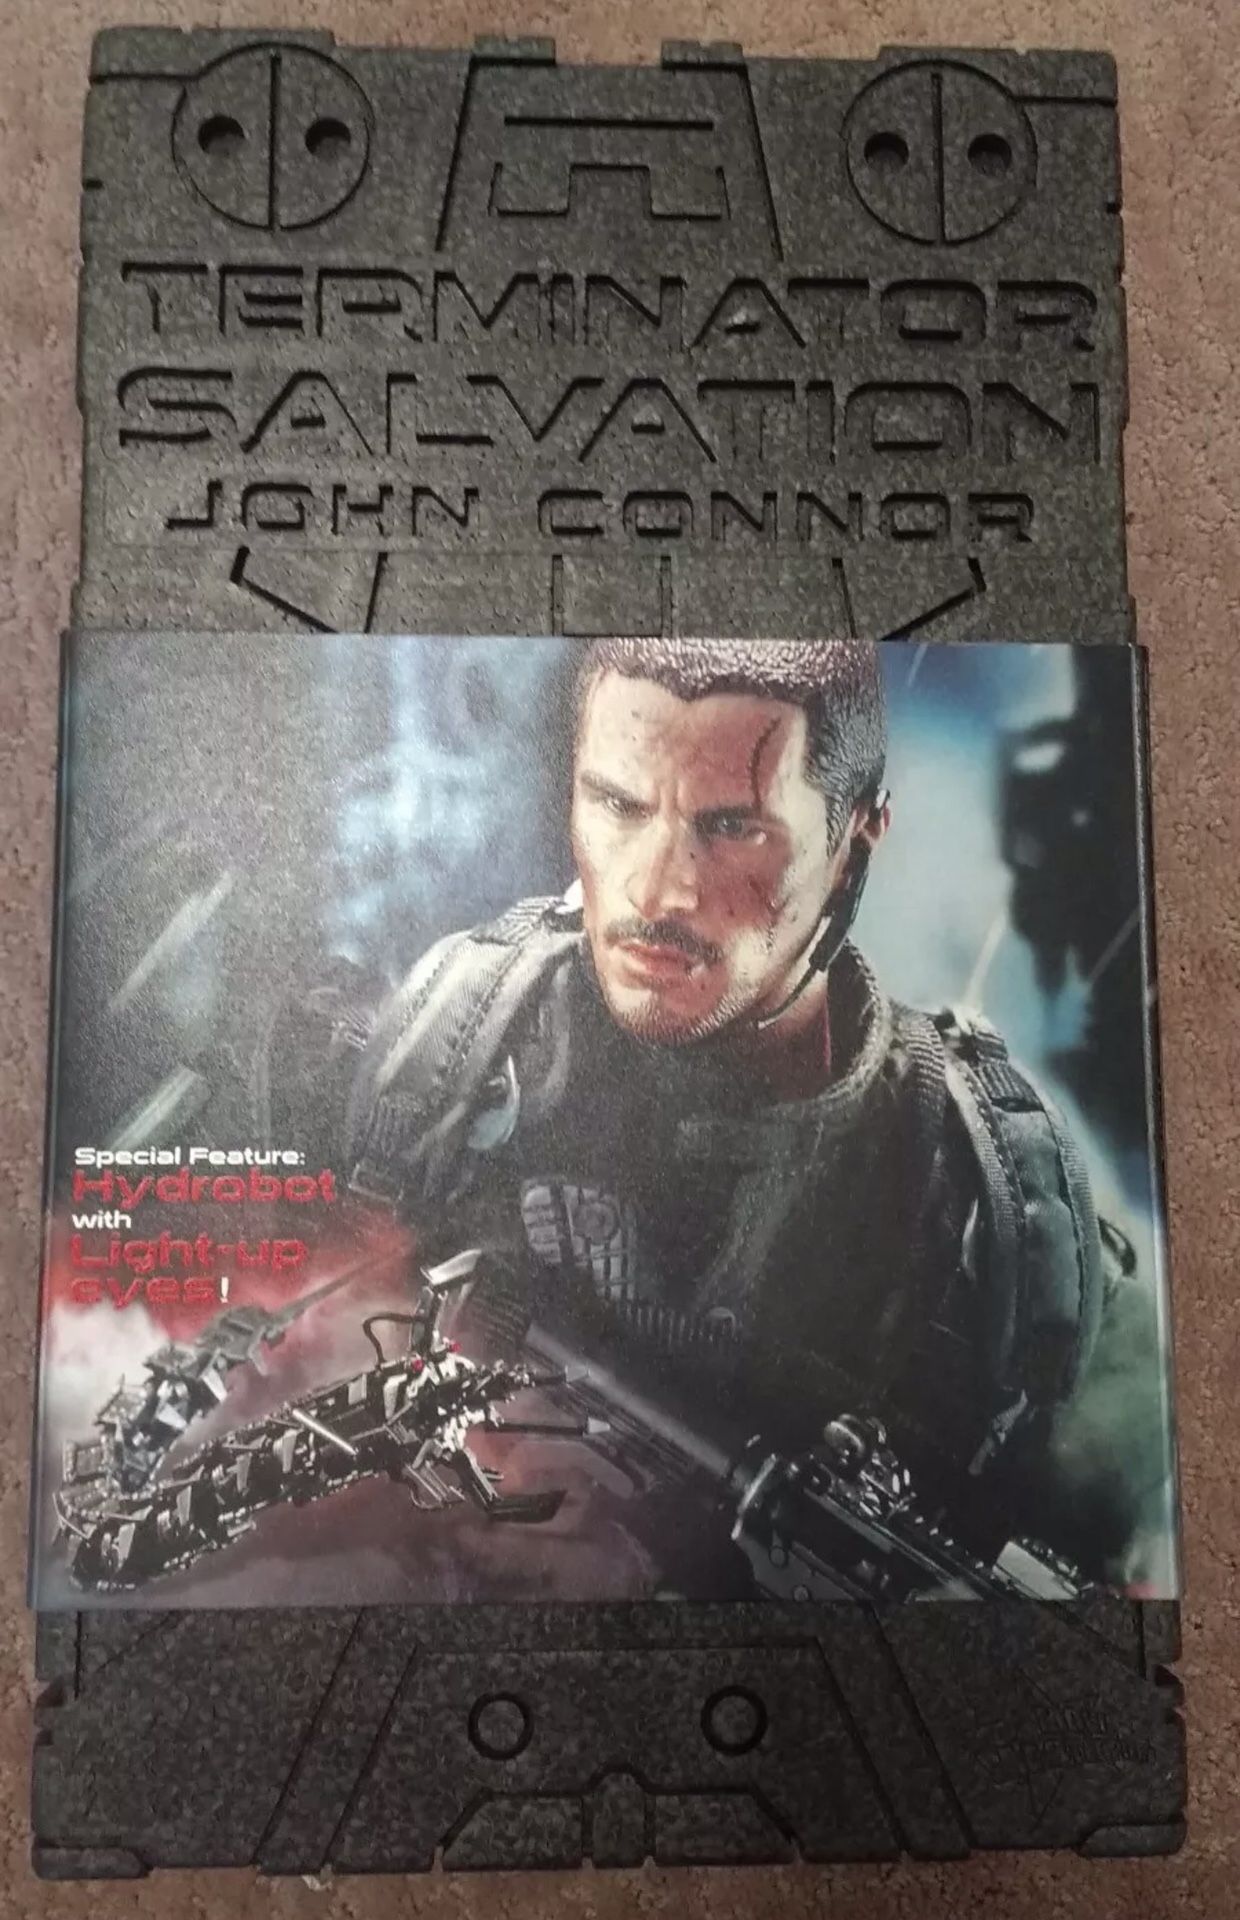 TERMINATOR
SALVATION
JOHN CONNOR
Special Feature:
Hydrobot
with
Light-up
eyes!